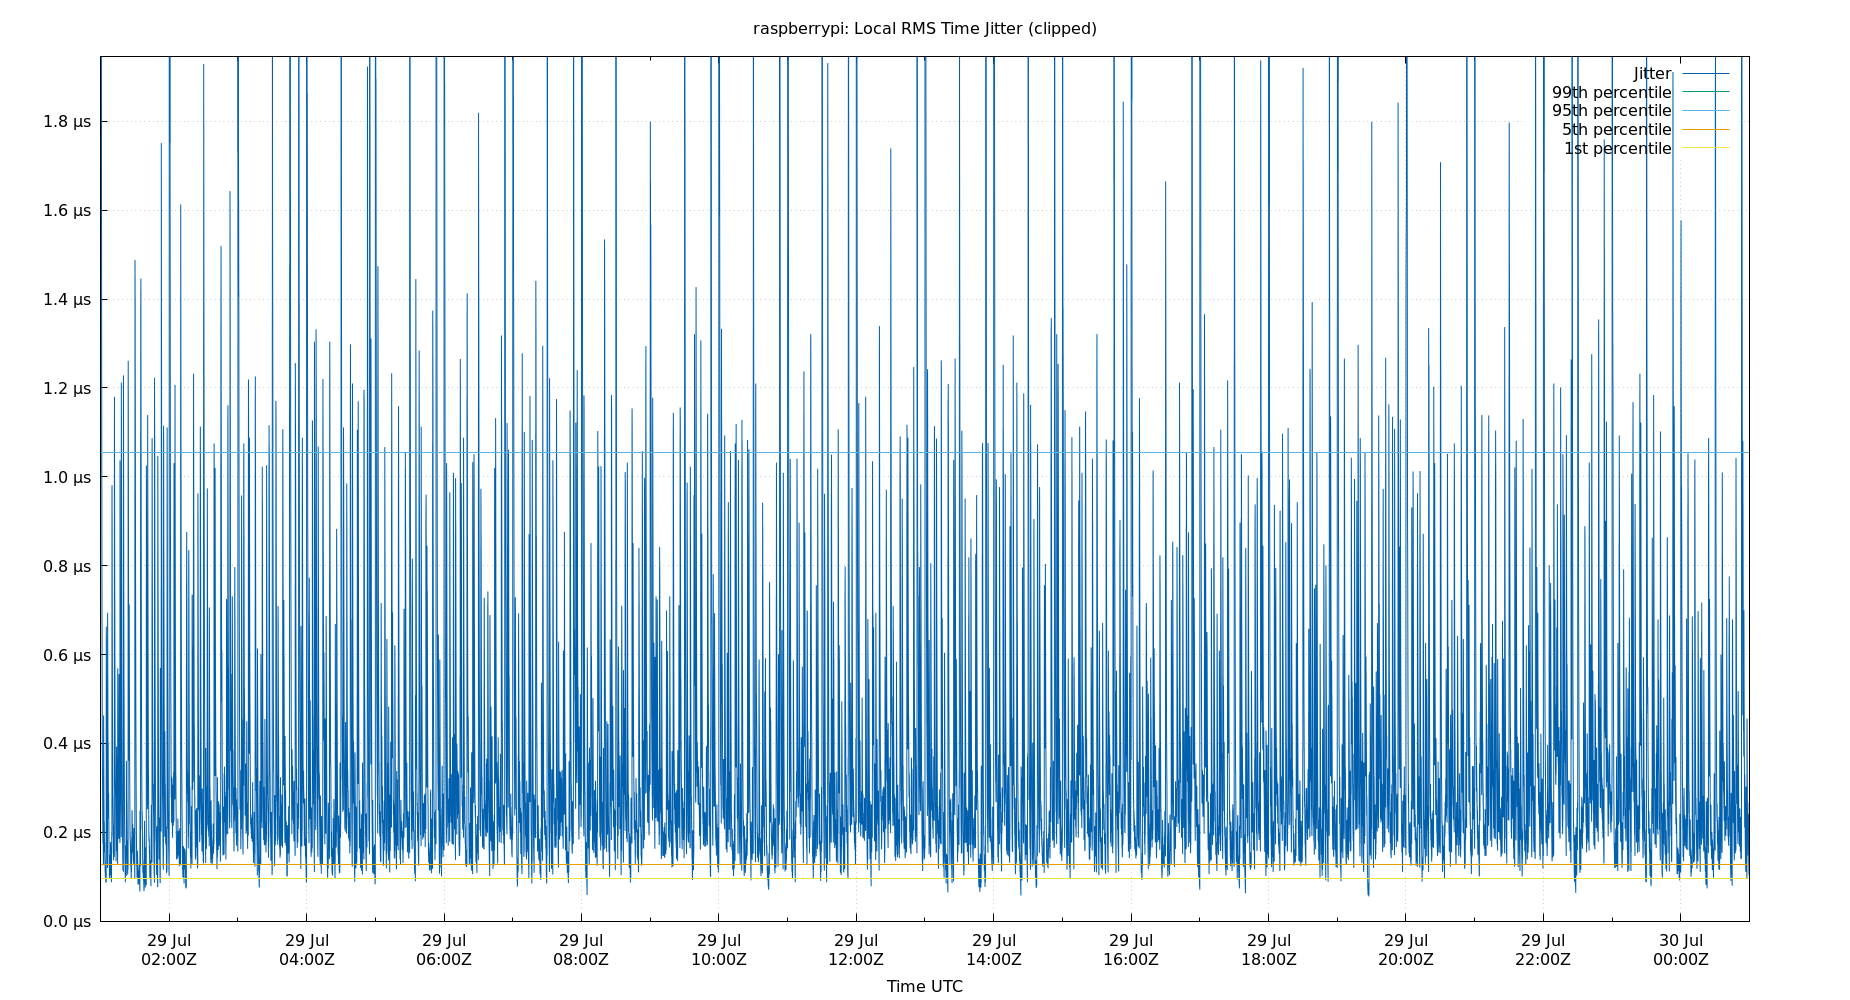 raspberrypi: Local RMS Time Jitter (clipped)
Jitter
99th percentile
95th percentile
5th percentile
1st percentile
1.8 µs
1.6 µs
1.4 µs
1.2 µs
1.0 µs
0.8 µs
0.6 µs
0.4 µs
0.2 µs
0.0 µs
29 Jul 29 Jul 29 Jul 29 Jul 29 Jul 29 Jul 29 Jul 29 Jul 29 Jul 29 Jul 29 Jul 30 Jul
02:00Z 04:00Z 06:00Z 08:00Z 10:00Z 12:00Z 14:00Z 16:00Z 18:00Z 20:00Z 22:00Z 00:00Z
Time UTC